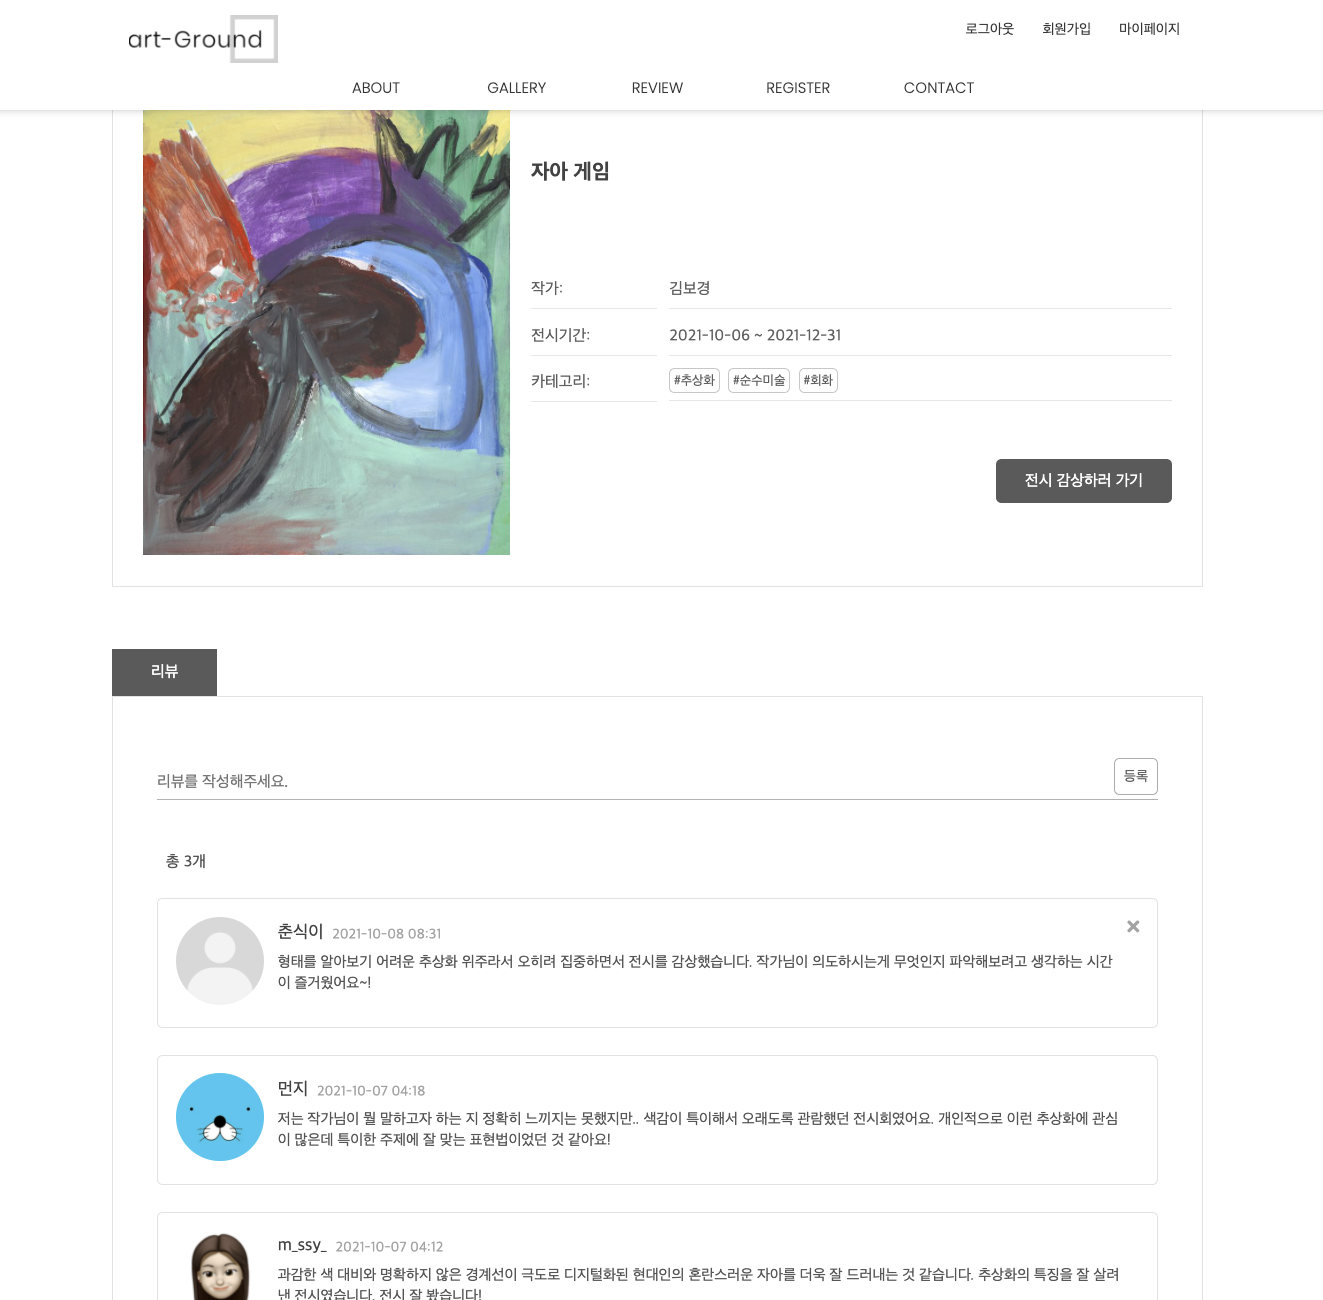 art-Ground
로그아웃 회원가입 마이페이지
ABOUT GALLERY REVIEW REGISTER CONTACT
자아 게임
작가: 김보경
전시기간: 2021-10-06 ~ 2021-12-31
카테고리: #추상화 #순수미술 #회화
전시 감상하러 가기
리뷰
리뷰를 작성해주세요.
등록
총 3개
춘식이 2021-10-08 08:31
형태를 알아보기 어려운 추상화 위주라서 오히려 집중하면서 전시를 감상했습니다. 작가님이 의도하시는게 무엇인지 파악해보려고 생각하는 시간
이 즐거웠어요~!
먼지 2021-10-07 04:18
저는 작가님이 뭘 말하고자 하는 지 정확히 느끼지는 못했지만.. 색감이 특이해서 오래도록 관람했던 전시회였어요. 개인적으로 이런 추상화에 관심
이 많은데 특이한 주제에 잘 맞는 표현법이었던 것 같아요!
m_ssy_ 2021-10-07 04:12
과감한 색 대비와 명확하지 않은 경계선이 극도로 디지털화된 현대인의 혼란스러운 자아를 더욱 잘 드러내는 것 같습니다. 추상화의 특징을 잘 살려
낸 전시였습니다. 전시 잘 봤습니다!